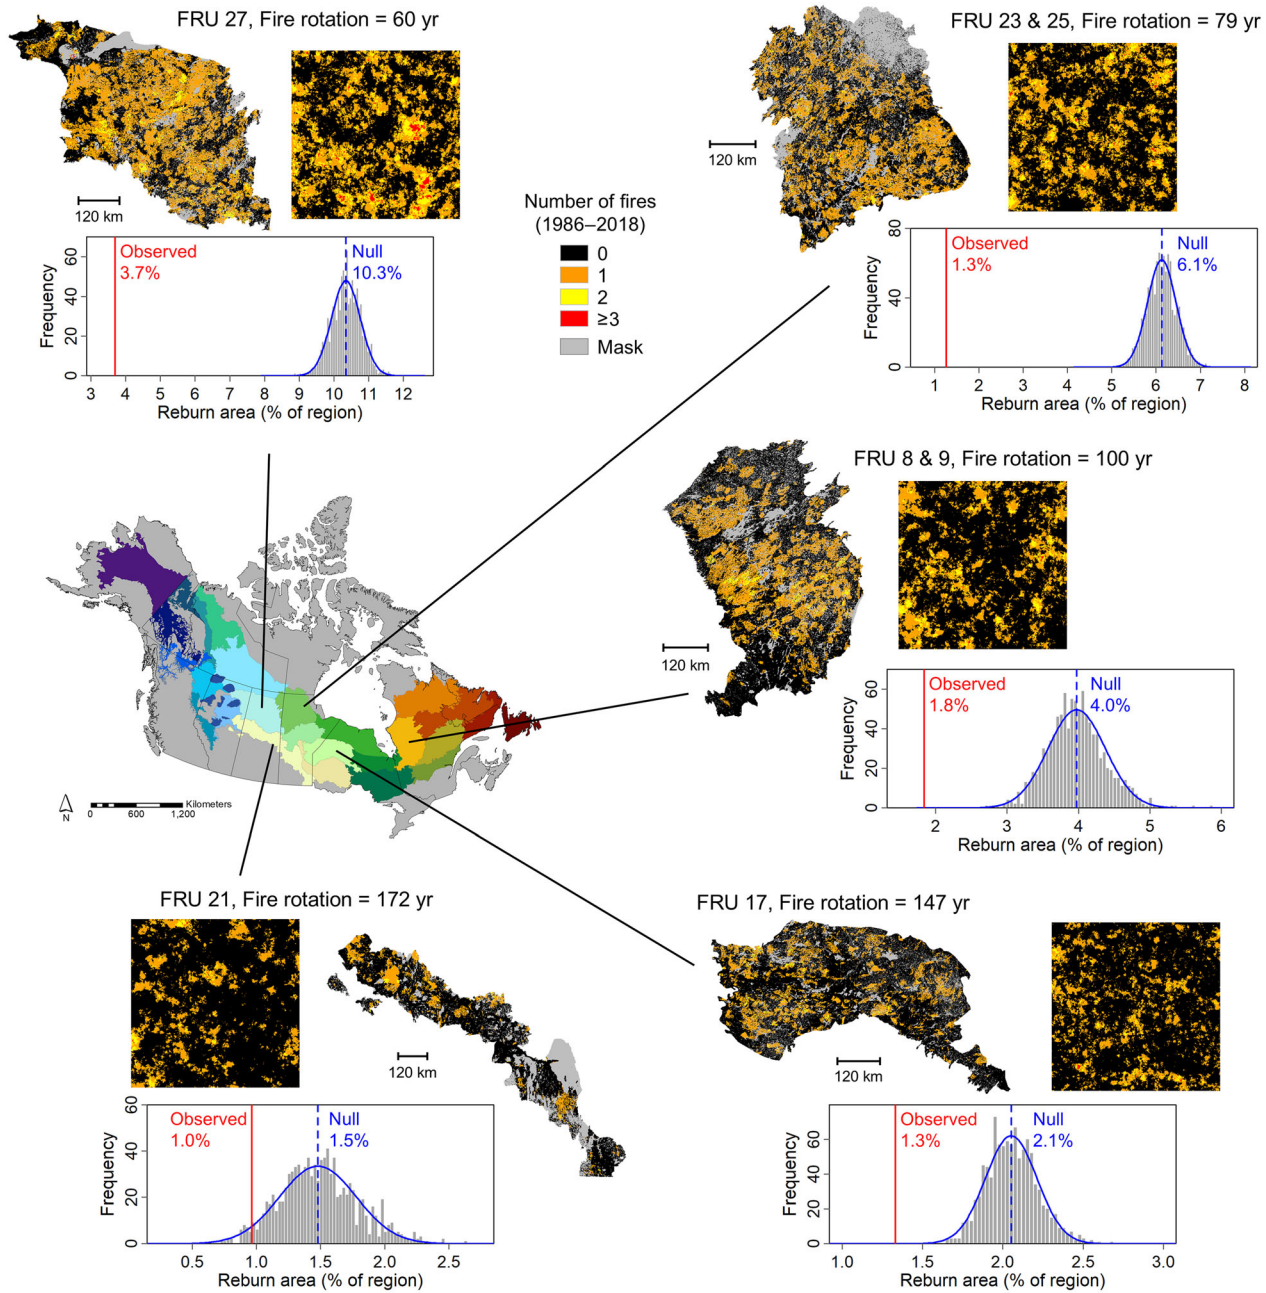 FRU 27, Fire rotation = 60 yr
120 km
Observed
3.7%
Null
10.3%
Frequency
0
20
40
60
3 4 5 6 7 8 9 10 11 12
Reburn area (% of region)
Number of fires
(1986–2018)
0
1
2
≥3
Mask
FRU 23 & 25, Fire rotation = 79 yr
120 km
Observed
1.3%
Null
6.1%
Frequency
0
40
80
1 2 3 4 5 6 7 8
Reburn area (% of region)
FRU 8 & 9, Fire rotation = 100 yr
120 km
Observed
1.8%
Null
4.0%
Frequency
0
20
40
60
2 3 4 5 6
Reburn area (% of region)
N
Kilometers
0 600 1,200
FRU 21, Fire rotation = 172 yr
120 km
Observed
1.0%
Null
1.5%
Frequency
0
20
40
60
0.5 1.0 1.5 2.0 2.5
Reburn area (% of region)
FRU 17, Fire rotation = 147 yr
120 km
Observed
1.3%
Null
2.1%
Frequency
0
20
40
60
1.0 1.5 2.0 2.5 3.0
Reburn area (% of region)